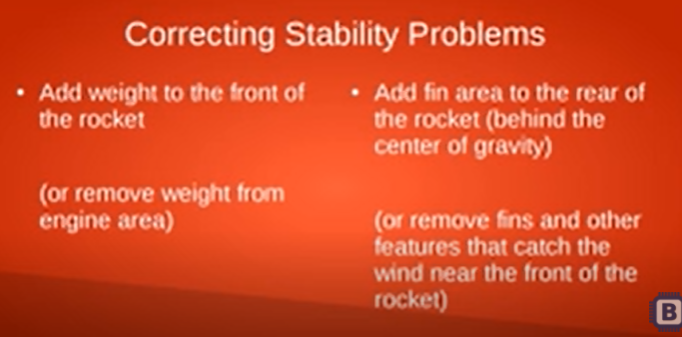 Correcting Stability Problems
• Add weight to the front of
the rocket
(or remove weight from
engine area)
• Add fin area to the rear of
the rocket (behind the
center of gravity)
(or remove fins and other
features that catch the
wind near the front of the
rocket)
B